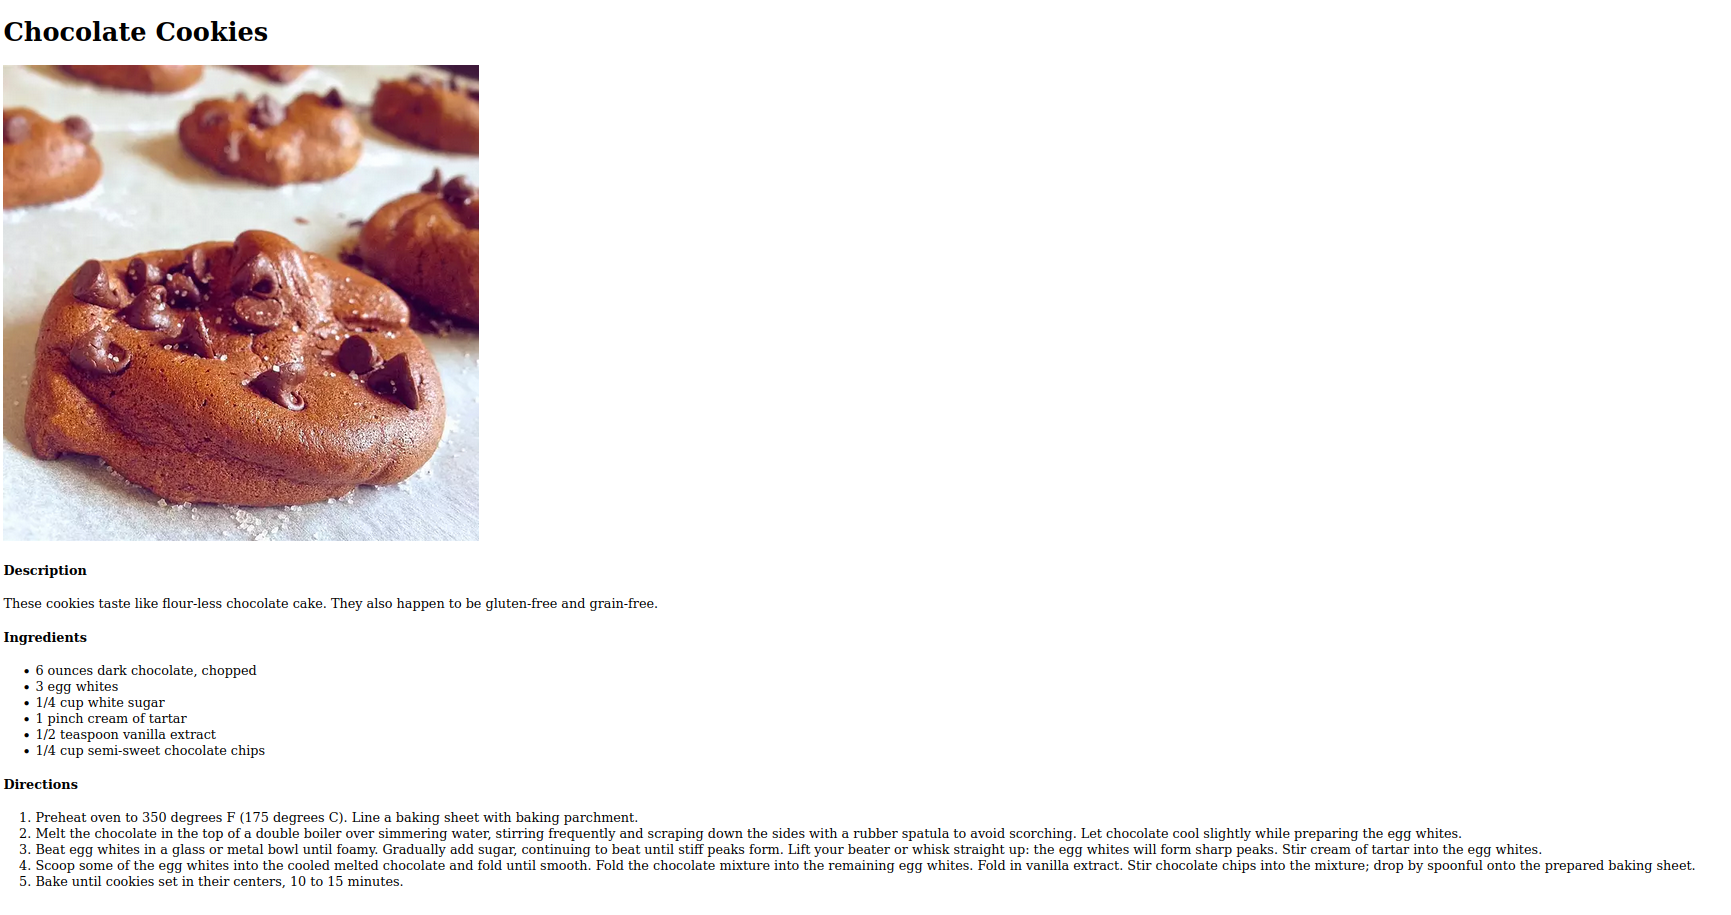 Chocolate Cookies
Description
These cookies taste like flour-less chocolate cake. They also happen to be gluten-free and grain-free.
Ingredients
• 6 ounces dark chocolate, chopped
• 3 egg whites
• 1/4 cup white sugar
• 1 pinch cream of tartar
• 1/2 teaspoon vanilla extract
• 1/4 cup semi-sweet chocolate chips
Directions
1. Preheat oven to 350 degrees F (175 degrees C). Line a baking sheet with baking parchment.
2. Melt the chocolate in the top of a double boiler over simmering water, stirring frequently and scraping down the sides with a rubber spatula to avoid scorching. Let chocolate cool slightly while preparing the egg whites.
3. Beat egg whites in a glass or metal bowl until foamy. Gradually add sugar, continuing to beat until stiff peaks form. Lift your beater or whisk straight up: the egg whites will form sharp peaks. Stir cream of tartar into the egg whites.
4. Scoop some of the egg whites into the cooled melted chocolate and fold until smooth. Fold the chocolate mixture into the remaining egg whites. Fold in vanilla extract. Stir chocolate chips into the mixture; drop by spoonful onto the prepared baking sheet.
5. Bake until cookies set in their centers, 10 to 15 minutes.